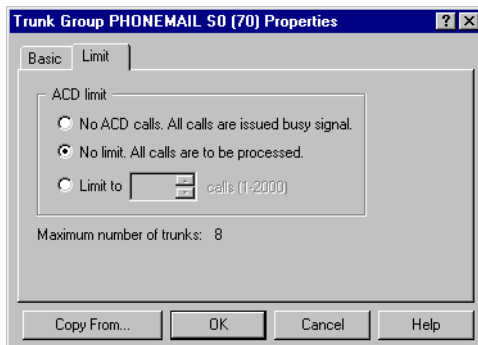 Trunk Group PHONEMAIL S0 (70) Properties
Basic Limit
ACD limit
No ACD calls. All calls are issued busy signal.
No limit. All calls are to be processed.
Limit to calls (1-2000)
Maximum number of trunks: 8
Copy From... OK Cancel Help